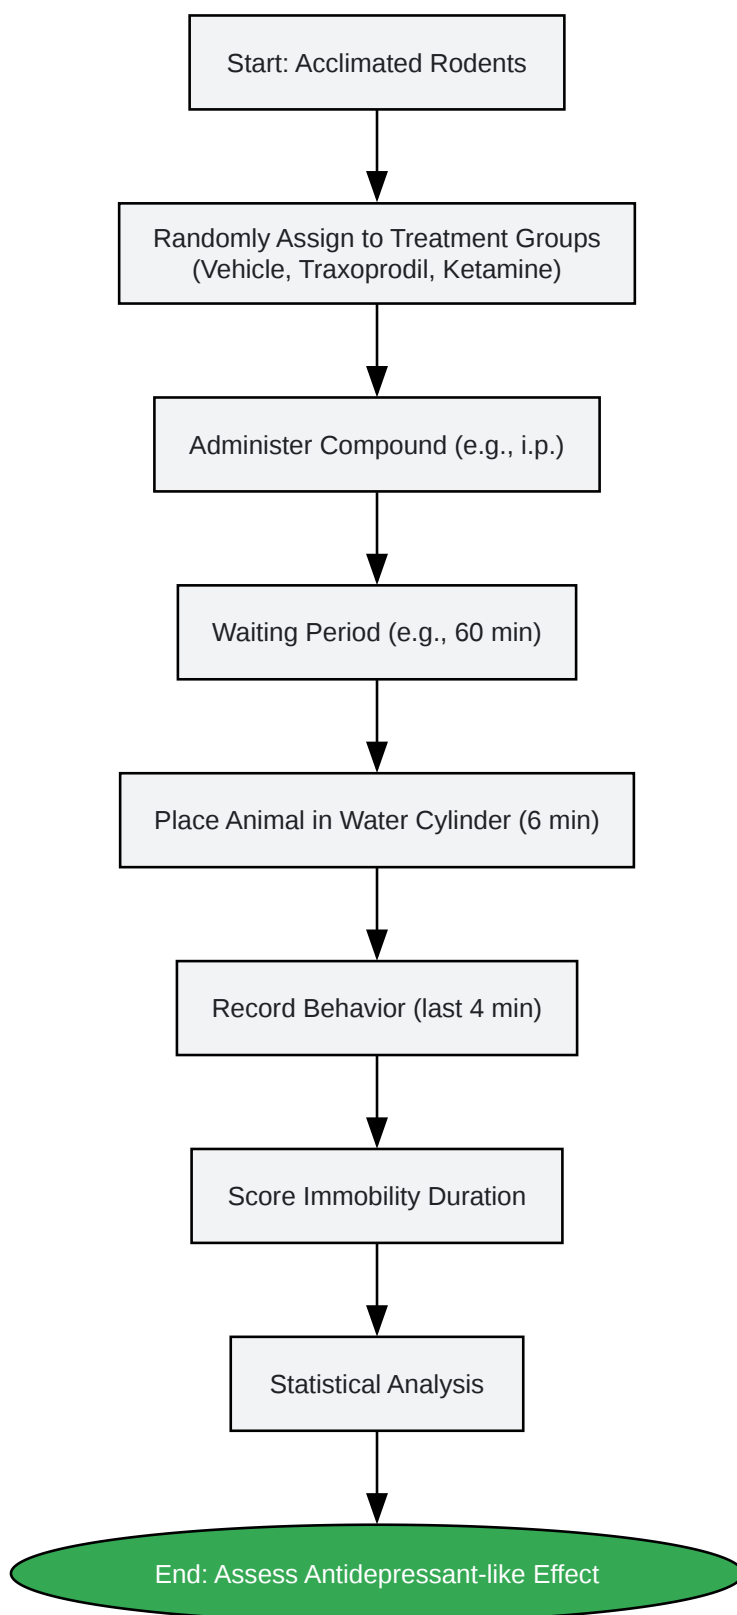 Start: Acclimated Rodents
Randomly Assign to Treatment Groups
(Vehicle, Traxoprodil, Ketamine)
Administer Compound (e.g., i.p.)
Waiting Period (e.g., 60 min)
Place Animal in Water Cylinder (6 min)
Record Behavior (last 4 min)
Score Immobility Duration
Statistical Analysis
End: Assess Antidepressant-like Effect